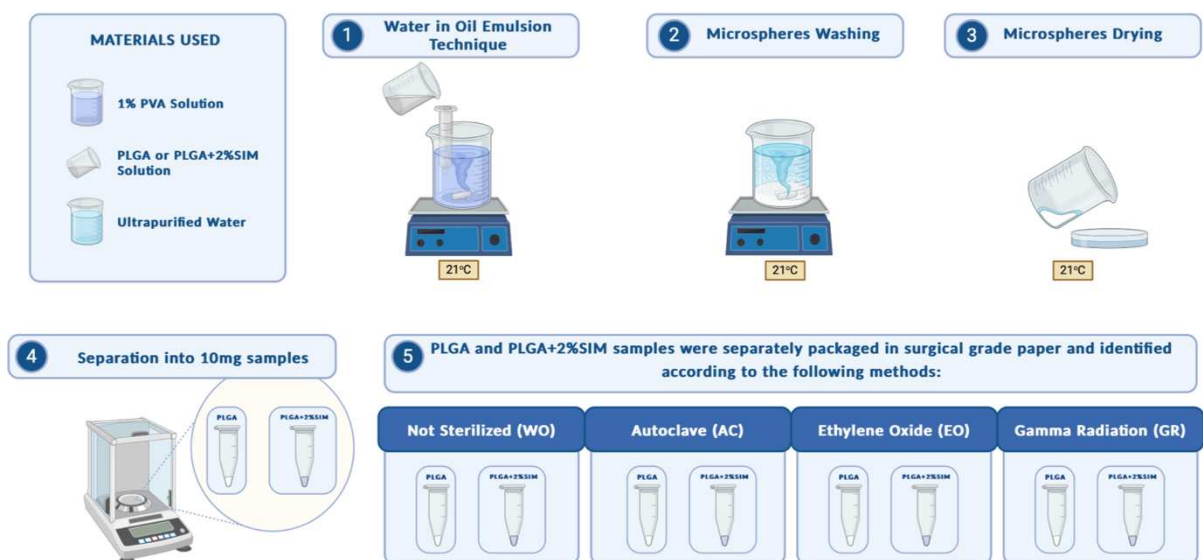 MATERIALS USED
1% PVA Solution
PLGA or PLGA+2%SIM
Solution
Ultrapurified Water
1
Water in Oil Emulsion
Technique
21ºC
2
Microspheres Washing
21ºC
3
Microspheres Drying
21ºC
4
Separation into 10mg samples
PLGA
PLGA+2%SIM
5
PLGA and PLGA+2%SIM samples were separately packaged in surgical grade paper and identified
according to the following methods:
Not Sterilized (WO)
PLGA
PLGA+2%SIM
Autoclave (AC)
PLGA
PLGA+2%SIM
Ethylene Oxide (EO)
PLGA
PLGA+2%SIM
Gamma Radiation (GR)
PLGA
PLGA+2%SIM